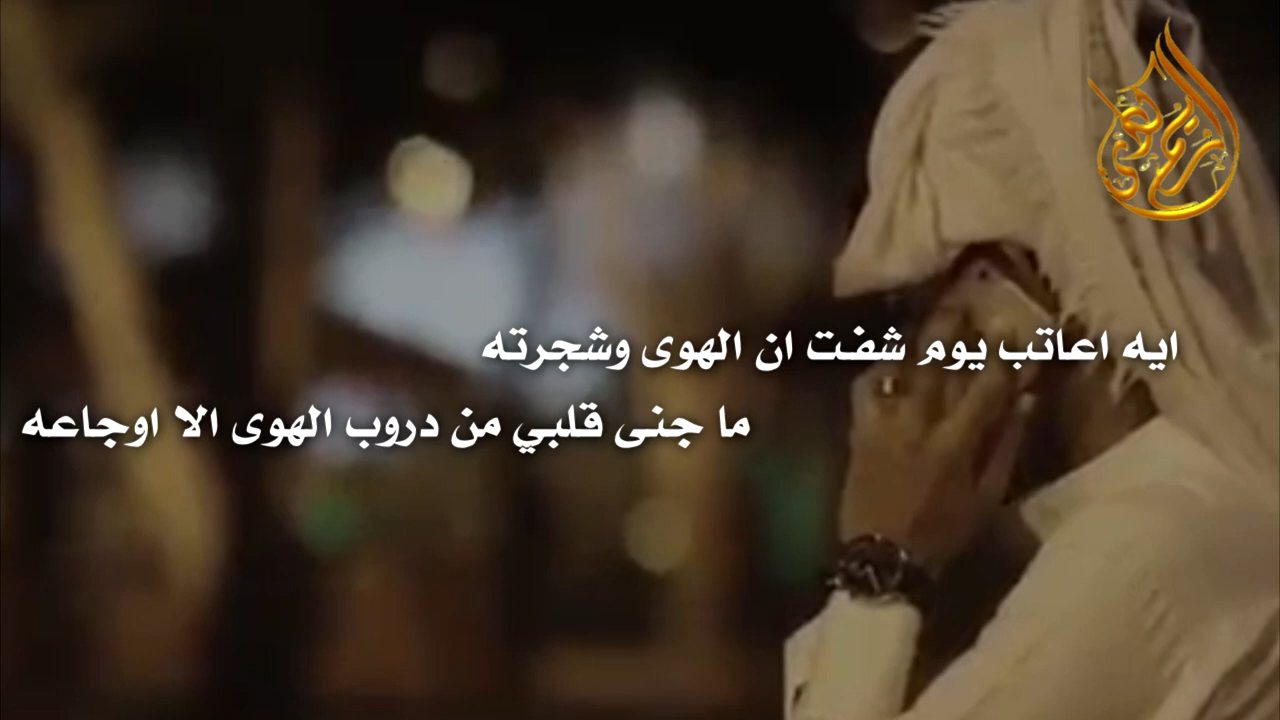 ايه اعاتب يوم شفت ان الهوى وشجرته
ما جنى قلبي من دروب الهوى الا اوجاعه